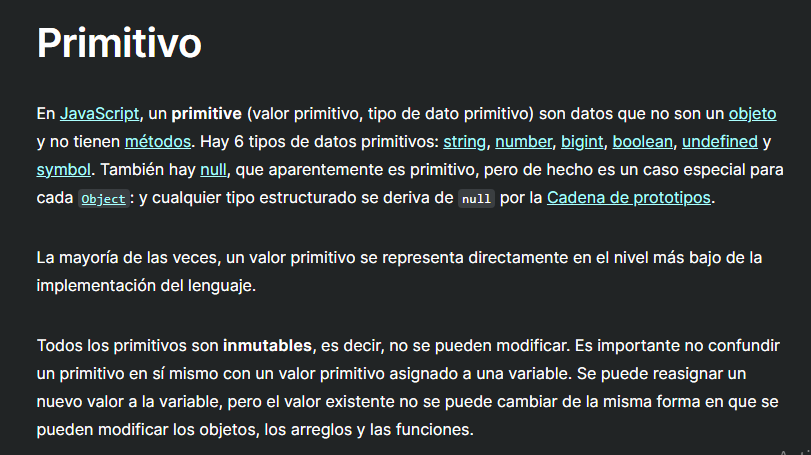 Primitivo
En JavaScript, un primitive (valor primitivo, tipo de dato primitivo) son datos que no son un objeto
y no tienen métodos. Hay 6 tipos de datos primitivos: string, number, bigint, boolean, undefined y
symbol. También hay null, que aparentemente es primitivo, pero de hecho es un caso especial para
cada Object: y cualquier tipo estructurado se deriva de null por la Cadena de prototipos.
La mayoría de las veces, un valor primitivo se representa directamente en el nivel más bajo de la
implementación del lenguaje.
Todos los primitivos son inmutables, es decir, no se pueden modificar. Es importante no confundir
un primitivo en sí mismo con un valor primitivo asignado a una variable. Se puede reasignar un
nuevo valor a la variable, pero el valor existente no se puede cambiar de la misma forma en que se
pueden modificar los objetos, los arreglos y las funciones.